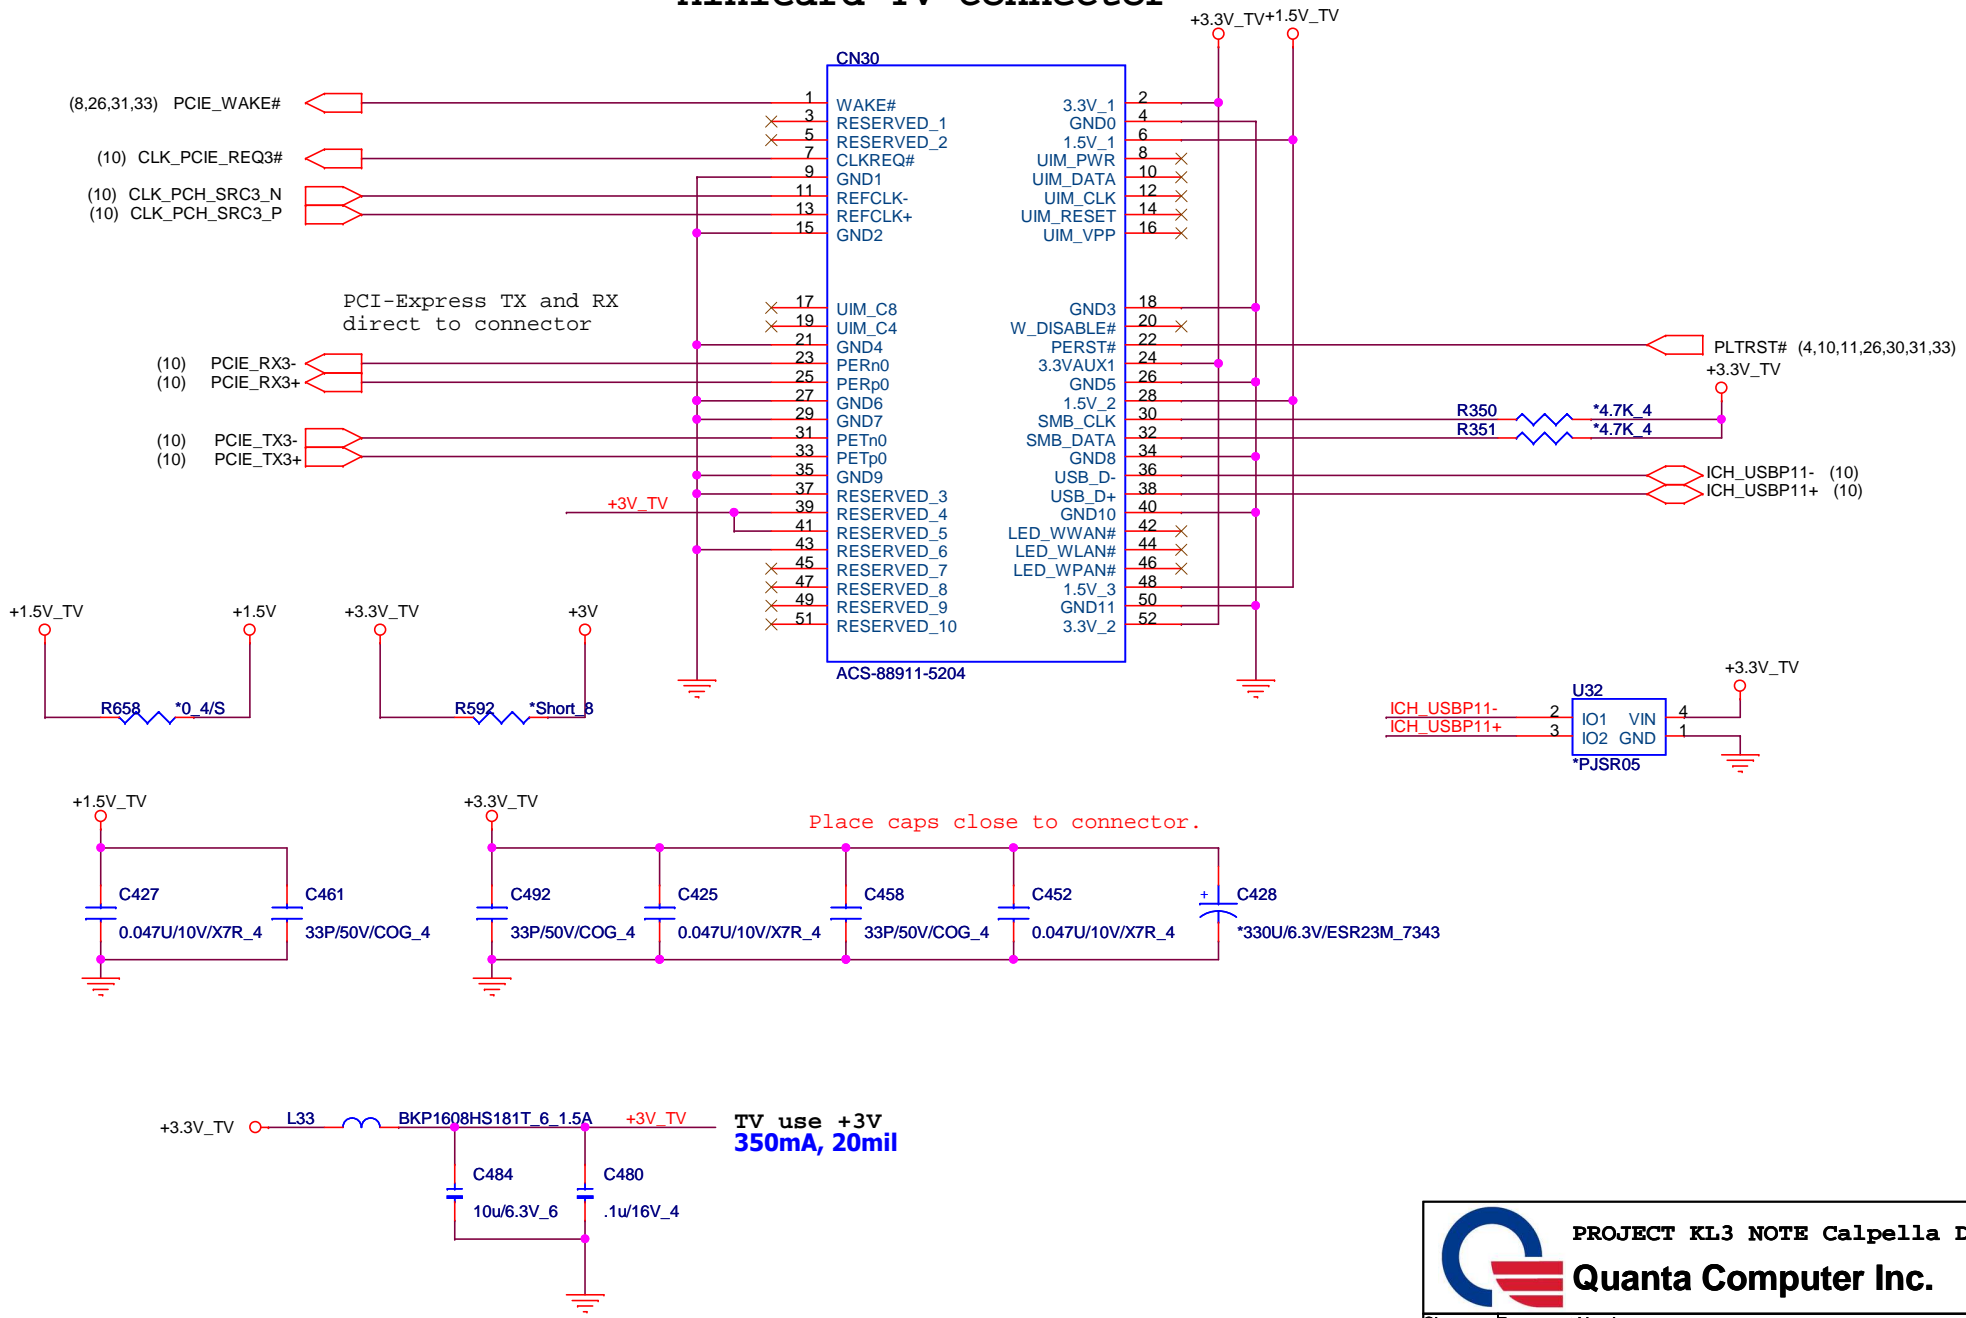 MiniCard TV connector
+3.3V_TV +1.5V_TV
CN30
(8,26,31,33) PCIE_WAKE#
(10) CLK_PCIE_REQ3#
(10) CLK_PCH_SRC3_N
(10) CLK_PCH_SRC3_P
PCI-Express TX and RX
direct to connector
(10) PCIE_RX3-
(10) PCIE_RX3+
(10) PCIE_TX3-
(10) PCIE_TX3+
+3V_TV
1 WAKE# 3.3V_1 2
3 RESERVED_1 GND0 4
5 RESERVED_2 1.5V_1 6
7 CLKREQ# UIM_PWR 8
9 GND1 UIM_DATA 10
11 REFCLK- UIM_CLK 12
13 REFCLK+ UIM_RESET 14
15 GND2 UIM_VPP 16
17 UIM_C8 GND3 18
19 UIM_C4 W_DISABLE# 20
21 GND4 PERST# 22
23 PERn0 3.3VAUX1 24
25 PERp0 GND5 26
27 GND6 1.5V_2 28
29 GND7 SMB_CLK 30
31 PETn0 SMB_DATA 32
33 PETp0 GND8 34
35 GND9 USB_D- 36
37 RESERVED_3 USB_D+ 38
39 RESERVED_4 GND10 40
41 RESERVED_5 LED_WWAN# 42
43 RESERVED_6 LED_WLAN# 44
45 RESERVED_7 LED_WPAN# 46
47 RESERVED_8 1.5V_3 48
49 RESERVED_9 GND11 50
51 RESERVED_10 3.3V_2 52
ACS-88911-5204
PLTRST# (4,10,11,26,30,31,33)
+3.3V_TV
R350 *4.7K_4
R351 *4.7K_4
ICH_USBP11- (10)
ICH_USBP11+ (10)
+1.5V_TV +1.5V +3.3V_TV +3V
R658 *0_4/S R592 *Short_8
+3.3V_TV
U32
ICH_USBP11- 2 IO1 VIN 4
ICH_USBP11+ 3 IO2 GND 1
*PJSR05
+1.5V_TV +3.3V_TV
Place caps close to connector.
C427 C461 C492 C425 C458 C452 + C428
0.047U/10V/X7R_4 33P/50V/COG_4 33P/50V/COG_4 0.047U/10V/X7R_4 33P/50V/COG_4 0.047U/10V/X7R_4 *330U/6.3V/ESR23M_7343
+3.3V_TV L33 BKP1608HS181T_6_1.5A +3V_TV
TV use +3V
350mA, 20mil
C484 C480
10u/6.3V_6 .1u/16V_4
PROJECT KL3 NOTE Calpella D
Quanta Computer Inc.